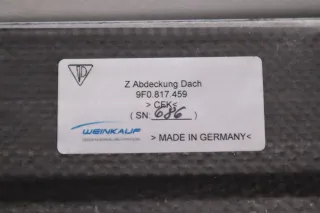 Z Abdeckung Dach
9F0.817.459
> CFK<
( SN: 686 )
WEINKAUF
> MADE IN GERMANY<